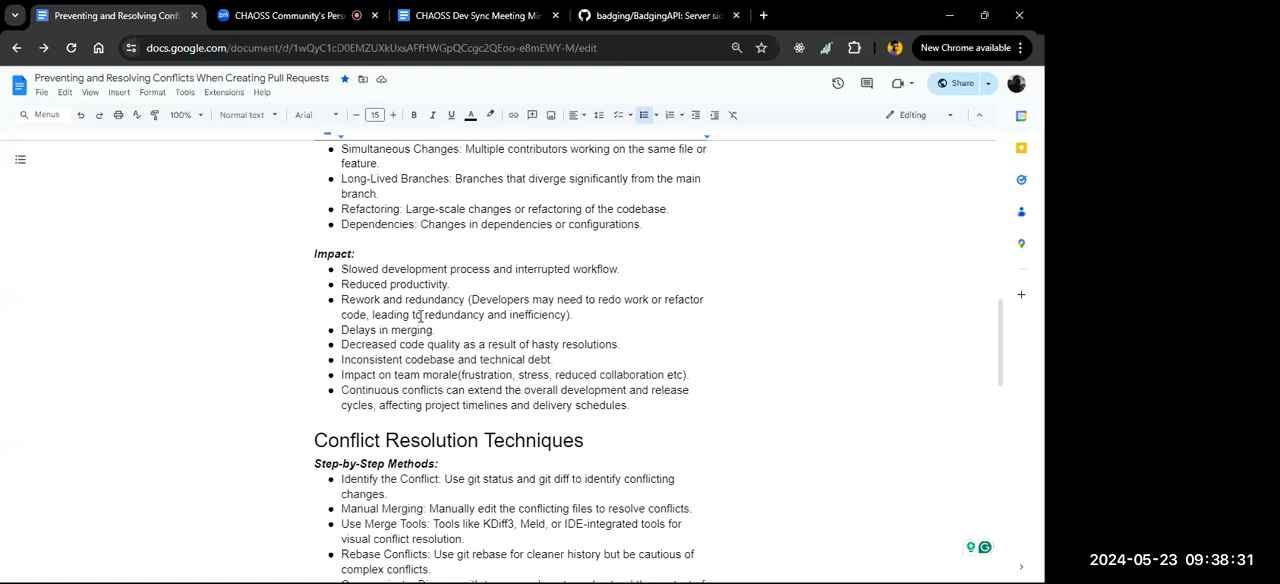 Preventing and Resolving Confl
CHAOSS Community's Pers
CHAOSS Dev Sync Meeting Min
badging/BadgingAPI: Server sid
docs.google.com/document/d/1wQyC1cD0EMZUXkUxsAFfHWGpQCcgc2QEoo-e8mEWY-M/edit
New Chrome available
Preventing and Resolving Conflicts When Creating Pull Requests
File Edit View Insert Format Tools Extensions Help
Share
Menus 100% Normal text Arial 15 B I U A Editing
• Simultaneous Changes: Multiple contributors working on the same file or
feature.
• Long-Lived Branches: Branches that diverge significantly from the main
branch.
• Refactoring: Large-scale changes or refactoring of the codebase.
• Dependencies: Changes in dependencies or configurations.
Impact:
• Slowed development process and interrupted workflow.
• Reduced productivity.
• Rework and redundancy (Developers may need to redo work or refactor
code, leading to redundancy and inefficiency).
• Delays in merging.
• Decreased code quality as a result of hasty resolutions.
• Inconsistent codebase and technical debt.
• Impact on team morale(frustration, stress, reduced collaboration etc).
• Continuous conflicts can extend the overall development and release
cycles, affecting project timelines and delivery schedules.
Conflict Resolution Techniques
Step-by-Step Methods:
• Identify the Conflict: Use git status and git diff to identify conflicting
changes.
• Manual Merging: Manually edit the conflicting files to resolve conflicts.
• Use Merge Tools: Tools like KDiff3, Meld, or IDE-integrated tools for
visual conflict resolution.
• Rebase Conflicts: Use git rebase for cleaner history but be cautious of
complex conflicts.
2024-05-23 09:38:31